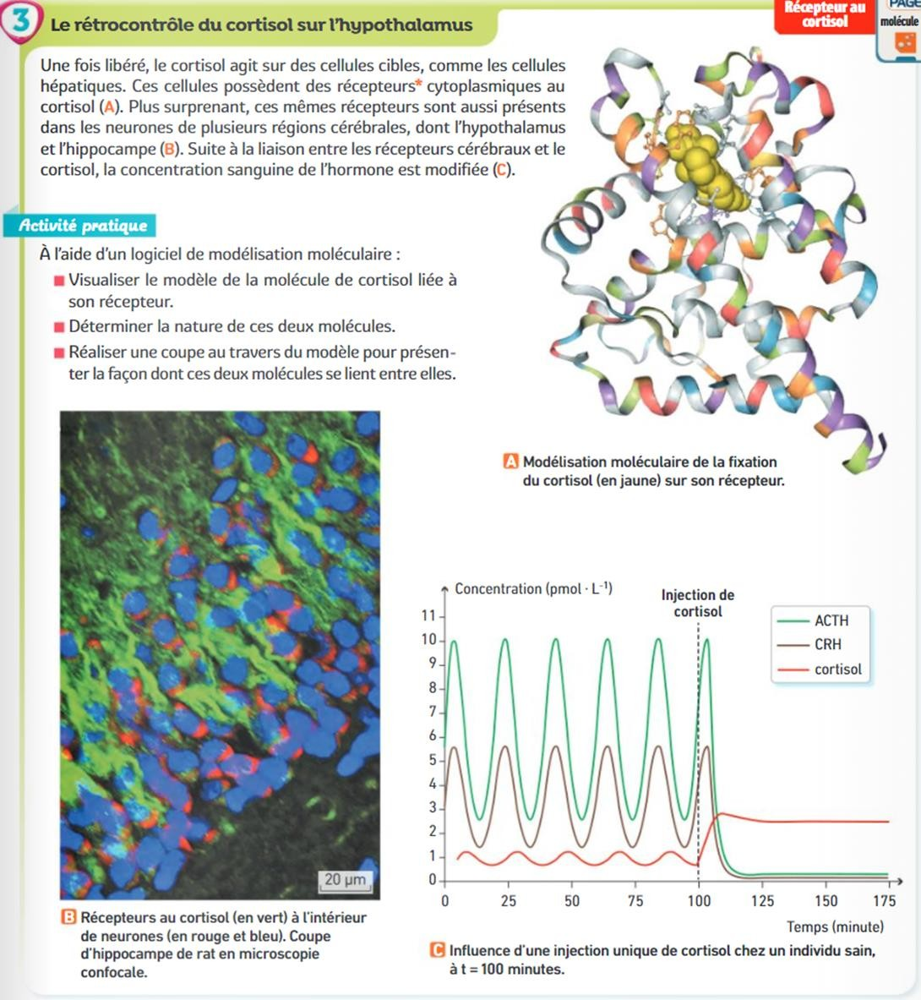 3
Le rétrocontrôle du cortisol sur l'hypothalamus
Récepteur au
cortisol
PAGE
molécule
Une fois libéré, le cortisol agit sur des cellules cibles, comme les cellules
hépatiques. Ces cellules possèdent des récepteurs* cytoplasmiques au
cortisol (A). Plus surprenant, ces mêmes récepteurs sont aussi présents
dans les neurones de plusieurs régions cérébrales, dont l'hypothalamus
et l'hippocampe (B). Suite à la liaison entre les récepteurs cérébraux et le
cortisol, la concentration sanguine de l'hormone est modifiée (C).
Activité pratique
À l'aide d'un logiciel de modélisation moléculaire :
Visualiser le modèle de la molécule de cortisol liée à
son récepteur.
Déterminer la nature de ces deux molécules.
Réaliser une coupe au travers du modèle pour présen-
ter la façon dont ces deux molécules se lient entre elles.
A Modélisation moléculaire de la fixation
du cortisol (en jaune) sur son récepteur.
20 µm
B Récepteurs au cortisol (en vert) à l'intérieur
de neurones (en rouge et bleu). Coupe
d'hippocampe de rat en microscopie
confocale.
Concentration (pmol · L⁻¹)
Injection de
cortisol
ACTH
CRH
cortisol
11
10
9
8
7
6
5
4
3
2
1
0
0 25 50 75 100 125 150 175
Temps (minute)
C Influence d'une injection unique de cortisol chez un individu sain,
à t = 100 minutes.